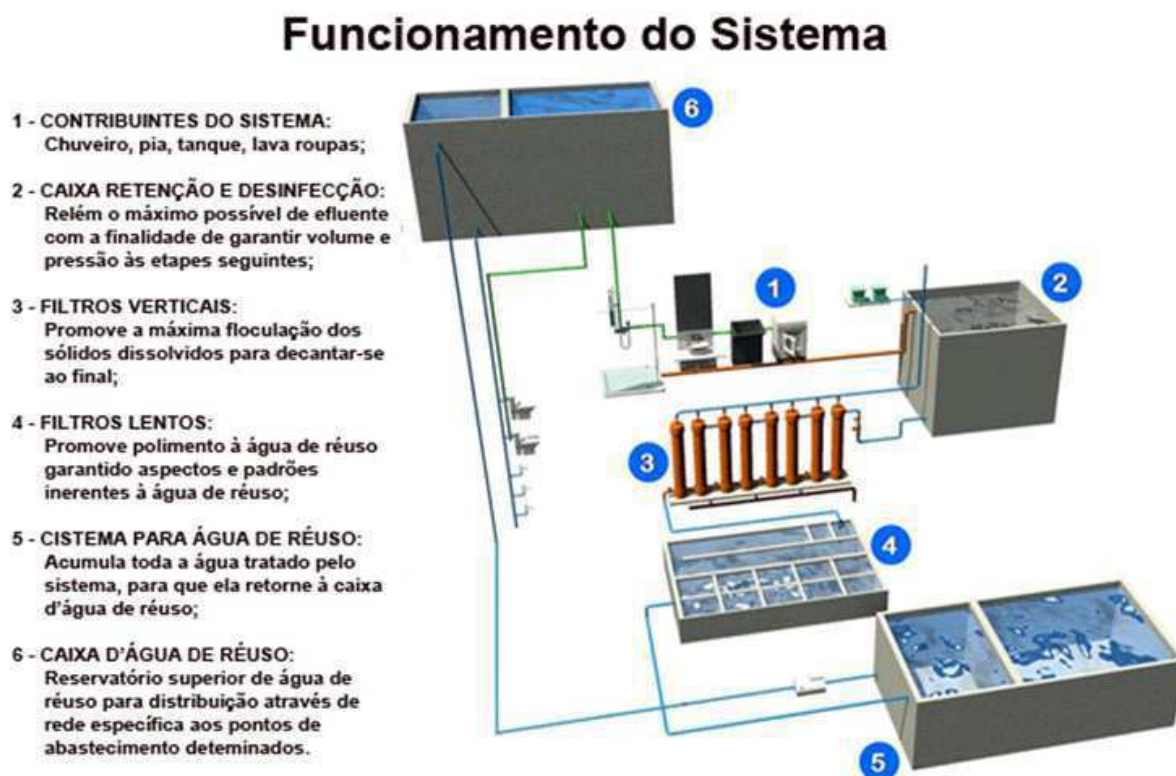 Funcionamento do Sistema
1 - CONTRIBUINTES DO SISTEMA:
Chuveiro, pia, tanque, lava roupas;
2 - CAIXA RETENÇÃO E DESINFECÇÃO:
Relém o máximo possível de efluente
com a finalidade de garantir volume e
pressão às etapes seguintes;
3 - FILTROS VERTICAIS:
Promove a máxima floculação dos
sólidos dissolvidos para decantar-se
ao final;
4 - FILTROS LENTOS:
Promove polimento à água de réuso
garantido aspectos e padrões
inerentes à água de réuso;
5 - CISTEMA PARA ÁGUA DE RÉUSO:
Acumula toda a água tratado pelo
sistema, para que ela retorne à caixa
d'água de réuso;
6 - CAIXA D'ÁGUA DE RÉUSO:
Reservatório superior de água de
réuso para distribuição através de
rede específica aos pontos de
abastecimento deteminados.
6
1
2
3
4
5